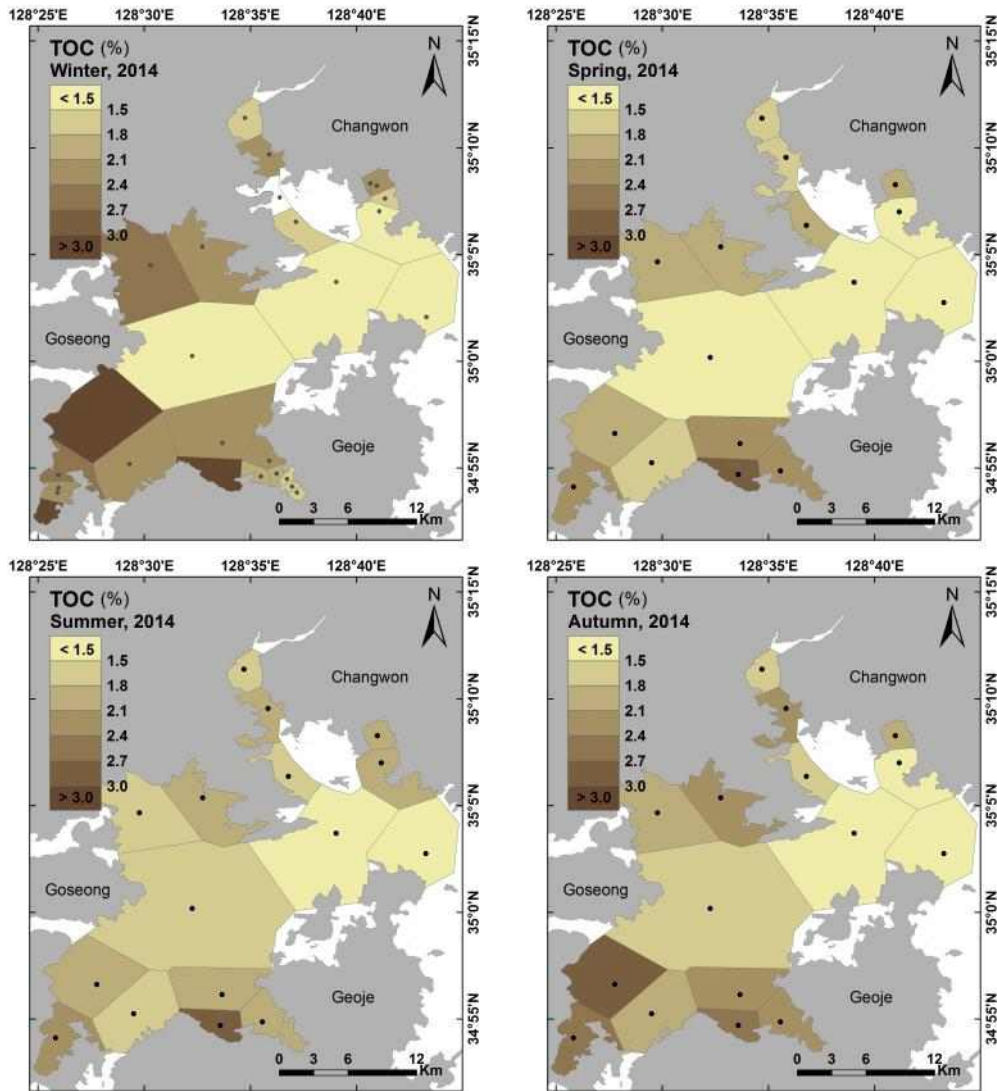 128°25'E 128°30'E 128°35'E 128°40'E
TOC (%)
Winter, 2014
< 1.5
1.5
1.8
2.1
2.4
2.7
3.0
> 3.0
N
Changwon
Goseong
Geoje
0 3 6 12
Km
35°15'N
35°10'N
35°5'N
35°0'N
34°55'N
128°25'E 128°30'E 128°35'E 128°40'E
TOC (%)
Spring, 2014
< 1.5
1.5
1.8
2.1
2.4
2.7
3.0
> 3.0
N
Changwon
Goseong
Geoje
0 3 6 12
Km
35°15'N
35°10'N
35°5'N
35°0'N
34°55'N
128°25'E 128°30'E 128°35'E 128°40'E
TOC (%)
Summer, 2014
< 1.5
1.5
1.8
2.1
2.4
2.7
3.0
> 3.0
N
Changwon
Goseong
Geoje
0 3 6 12
Km
35°15'N
35°10'N
35°5'N
35°0'N
34°55'N
128°25'E 128°30'E 128°35'E 128°40'E
TOC (%)
Autumn, 2014
< 1.5
1.5
1.8
2.1
2.4
2.7
3.0
> 3.0
N
Changwon
Goseong
Geoje
0 3 6 12
Km
35°15'N
35°10'N
35°5'N
35°0'N
34°55'N